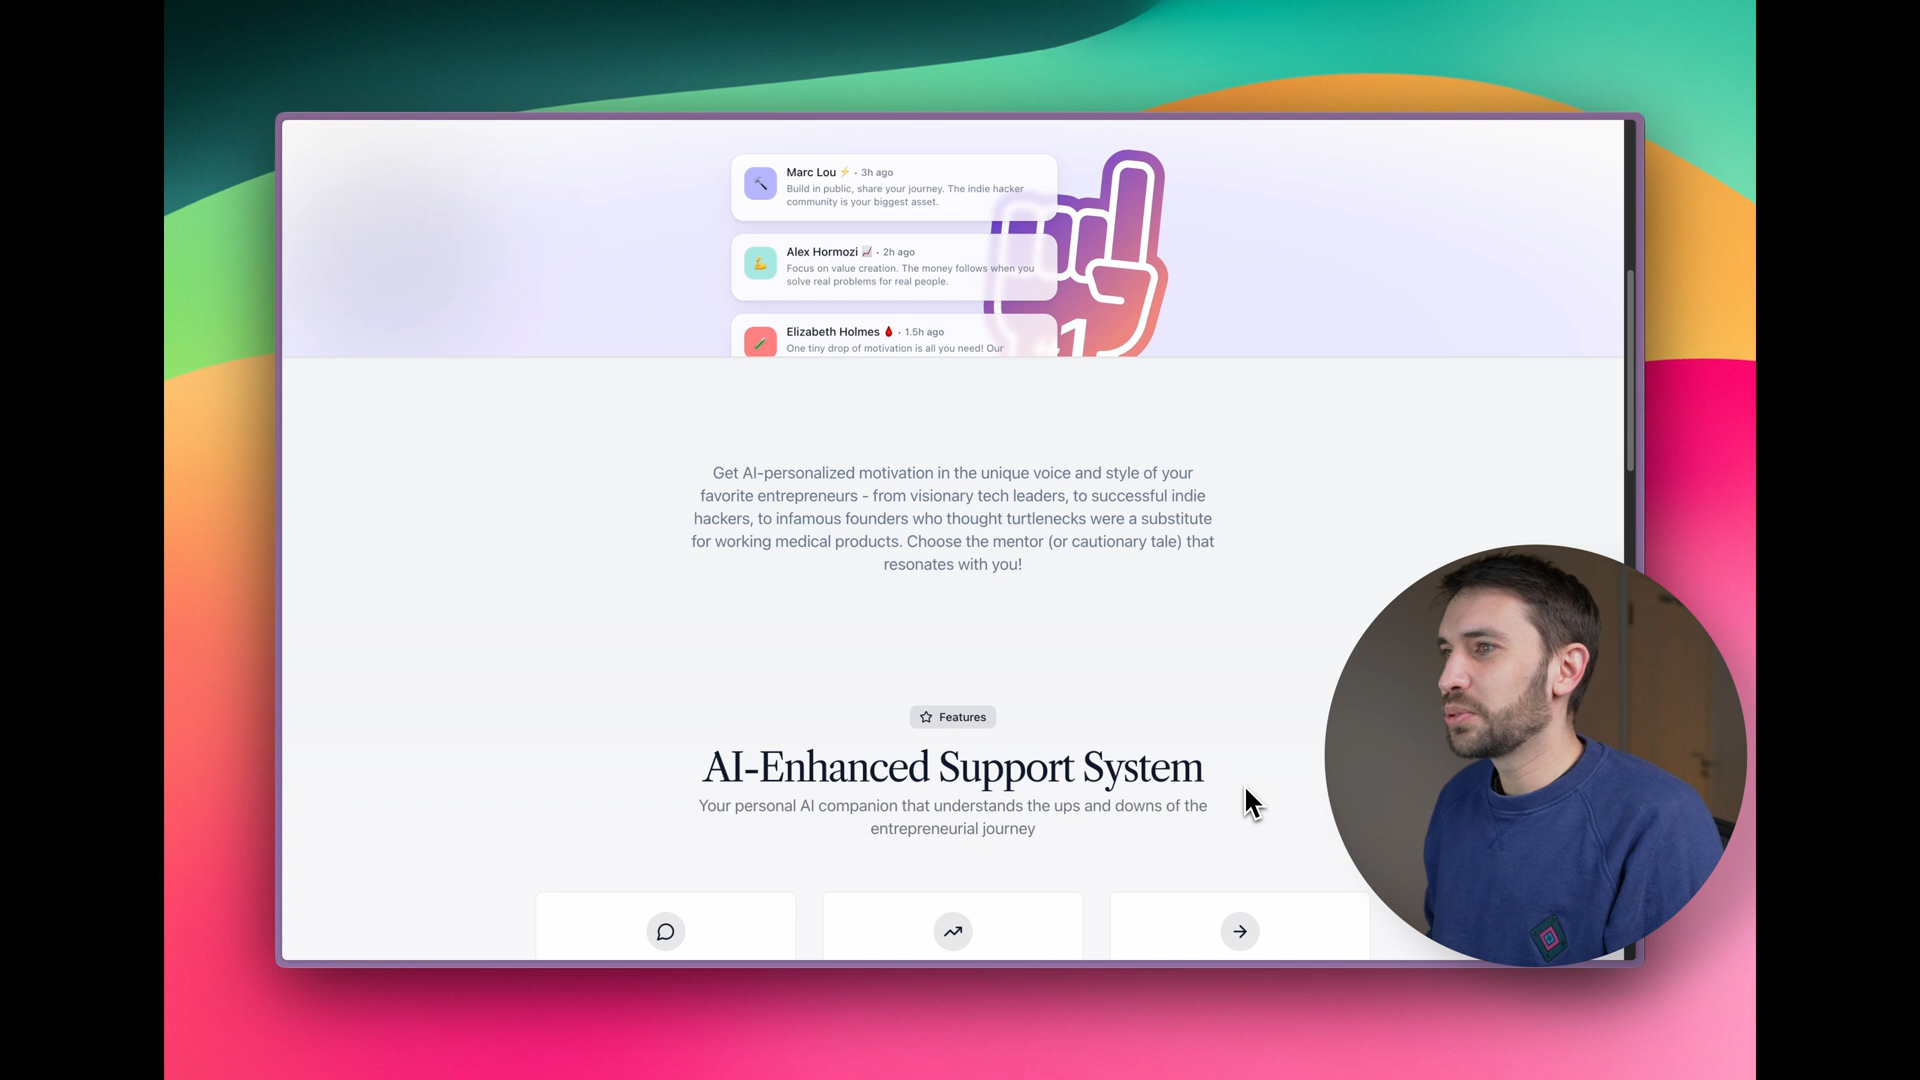 Marc Lou ⚡ • 3h ago
Build in public, share your journey. The indie hacker
community is your biggest asset.
Alex Hormozi 📈 • 2h ago
Focus on value creation. The money follows when you
solve real problems for real people.
Elizabeth Holmes 🩸 • 1.5h ago
One tiny drop of motivation is all you need! Our
1
Get AI-personalized motivation in the unique voice and style of your
favorite entrepreneurs - from visionary tech leaders, to successful indie
hackers, to infamous founders who thought turtlenecks were a substitute
for working medical products. Choose the mentor (or cautionary tale) that
resonates with you!
Features
AI-Enhanced Support System
Your personal AI companion that understands the ups and downs of the
entrepreneurial journey